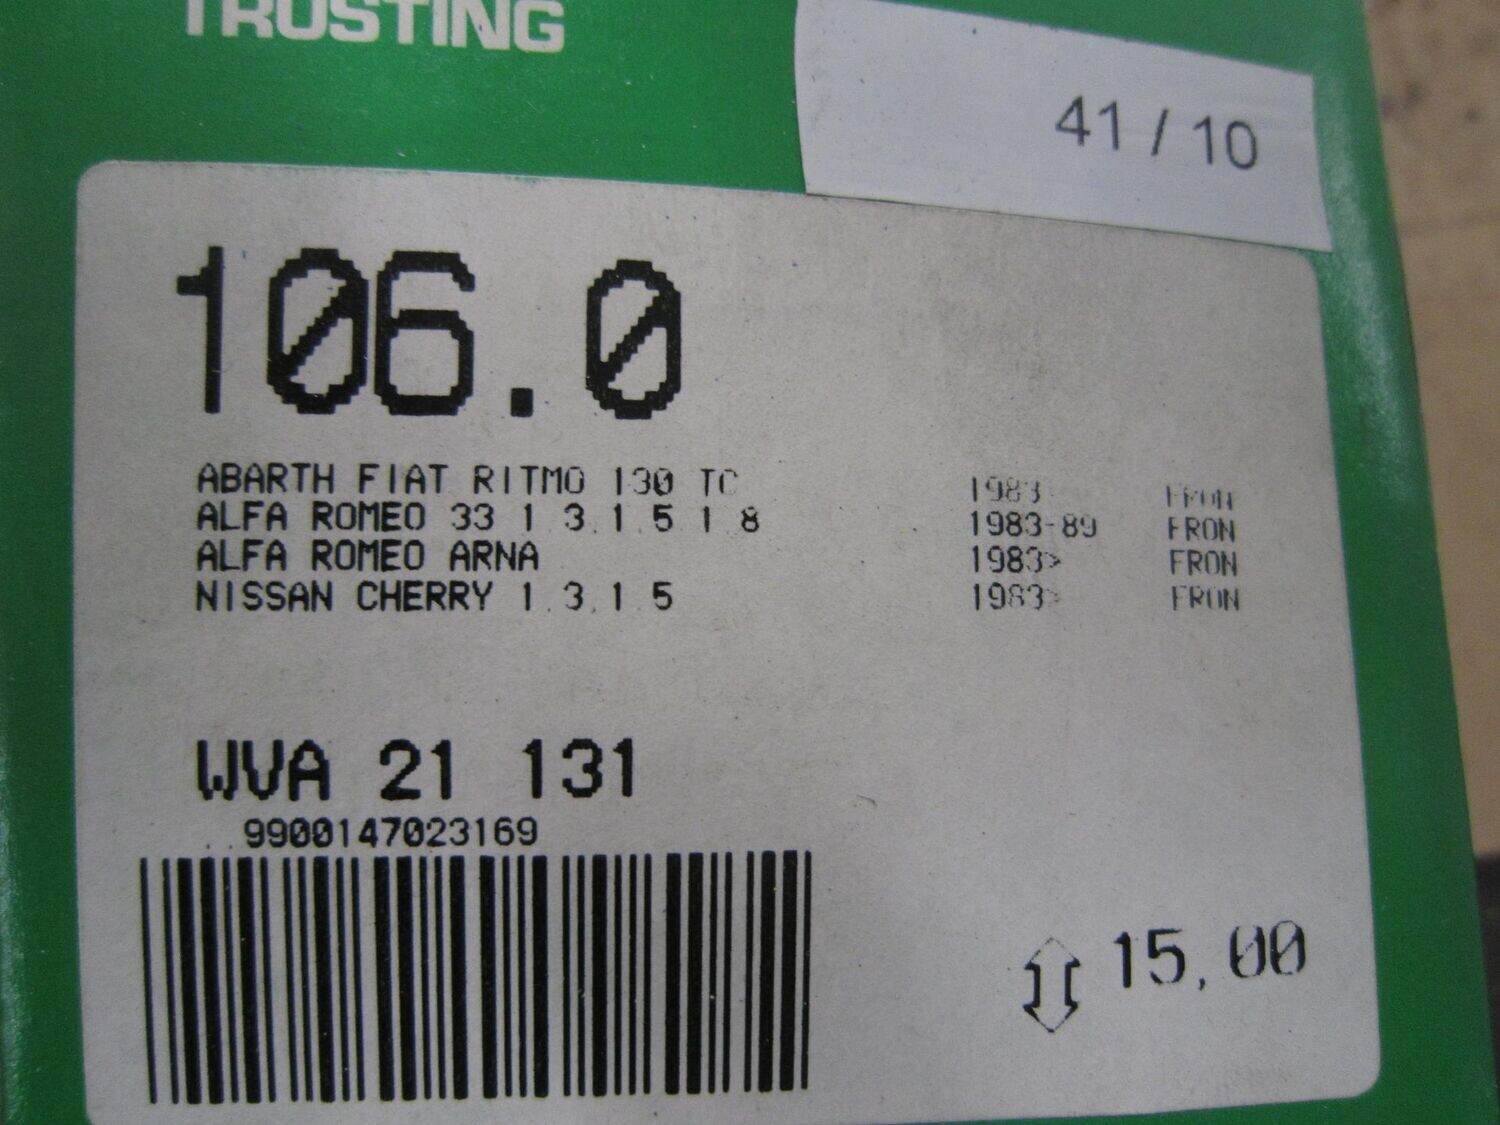 TRUSTING
41 / 10
106.0
ABARTH FIAT RITMO 130 TC 1983 FRON
ALFA ROMEO 33 1.3.1.5 1.8 1983-89 FRON
ALFA ROMEO ARNA 1983> FRON
NISSAN CHERRY 1.3.1.5 1983> FRON
WVA 21 131
9900147023169
15,00